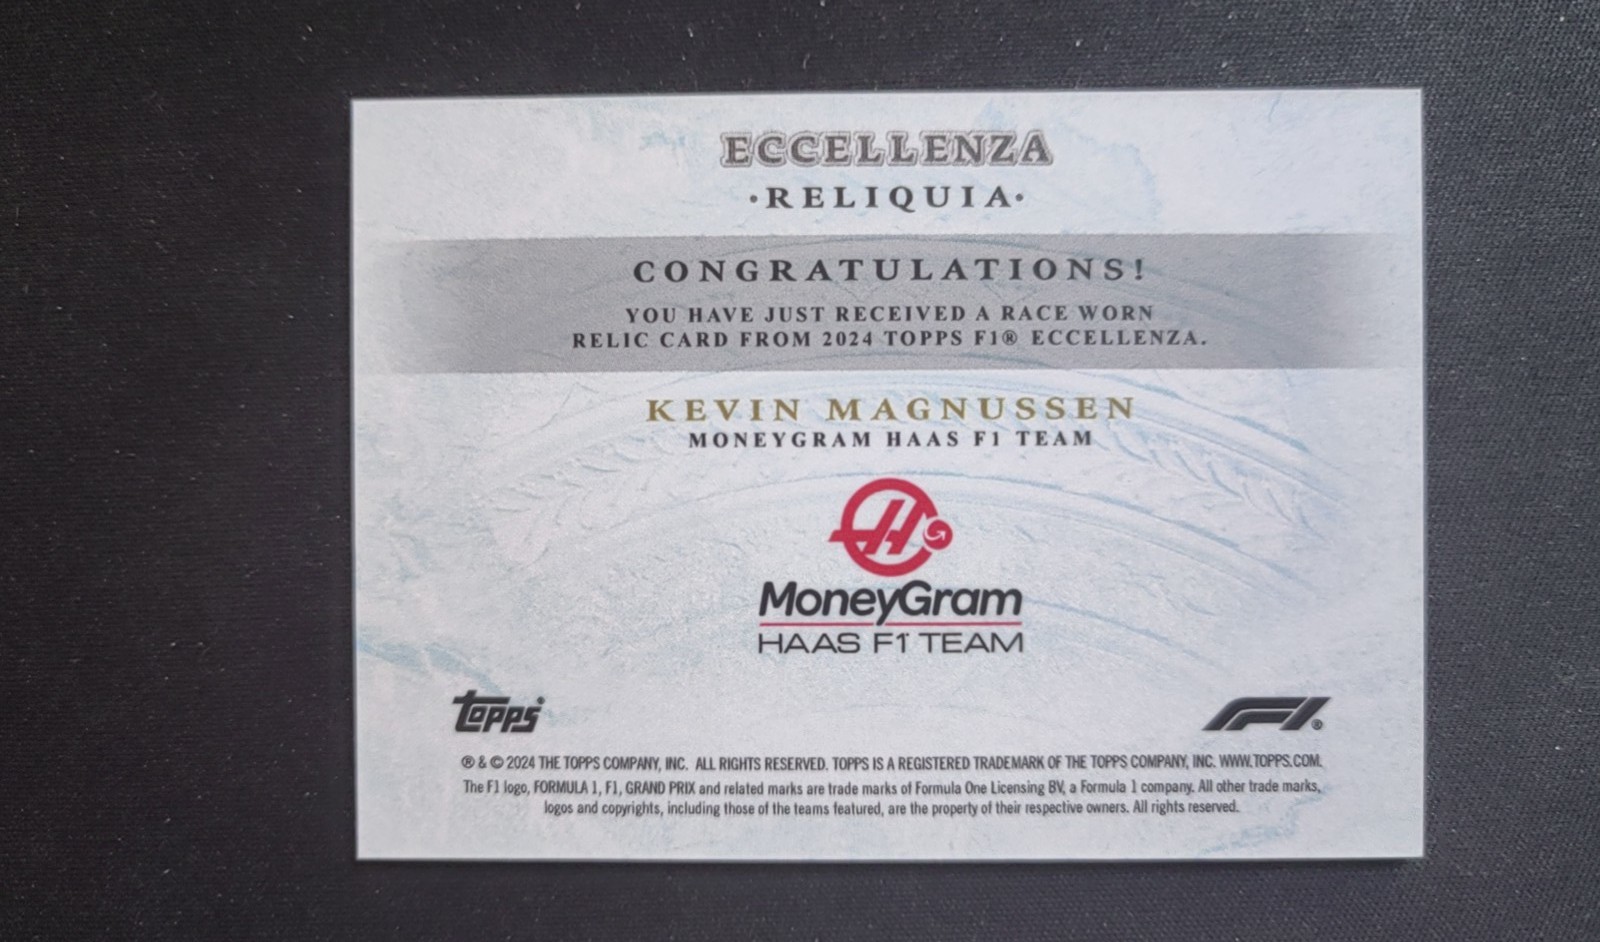 ECCELLENZA
·RELIQUIA·
CONGRATULATIONS!
YOU HAVE JUST RECEIVED A RACE WORN
RELIC CARD FROM 2024 TOPPS F1® ECCELLENZA.
KEVIN MAGNUSSEN
MONEYGRAM HAAS F1 TEAM
MoneyGram
HAAS F1 TEAM
Topps® F1®
® & © 2024 THE TOPPS COMPANY, INC. ALL RIGHTS RESERVED. TOPPS IS A REGISTERED TRADEMARK OF THE TOPPS COMPANY, INC. WWW.TOPPS.COM.
The F1 logo, FORMULA 1, F1, GRAND PRIX and related marks are trade marks of Formula One Licensing BV, a Formula 1 company. All other trade marks,
logos and copyrights, including those of the teams featured, are the property of their respective owners. All rights reserved.